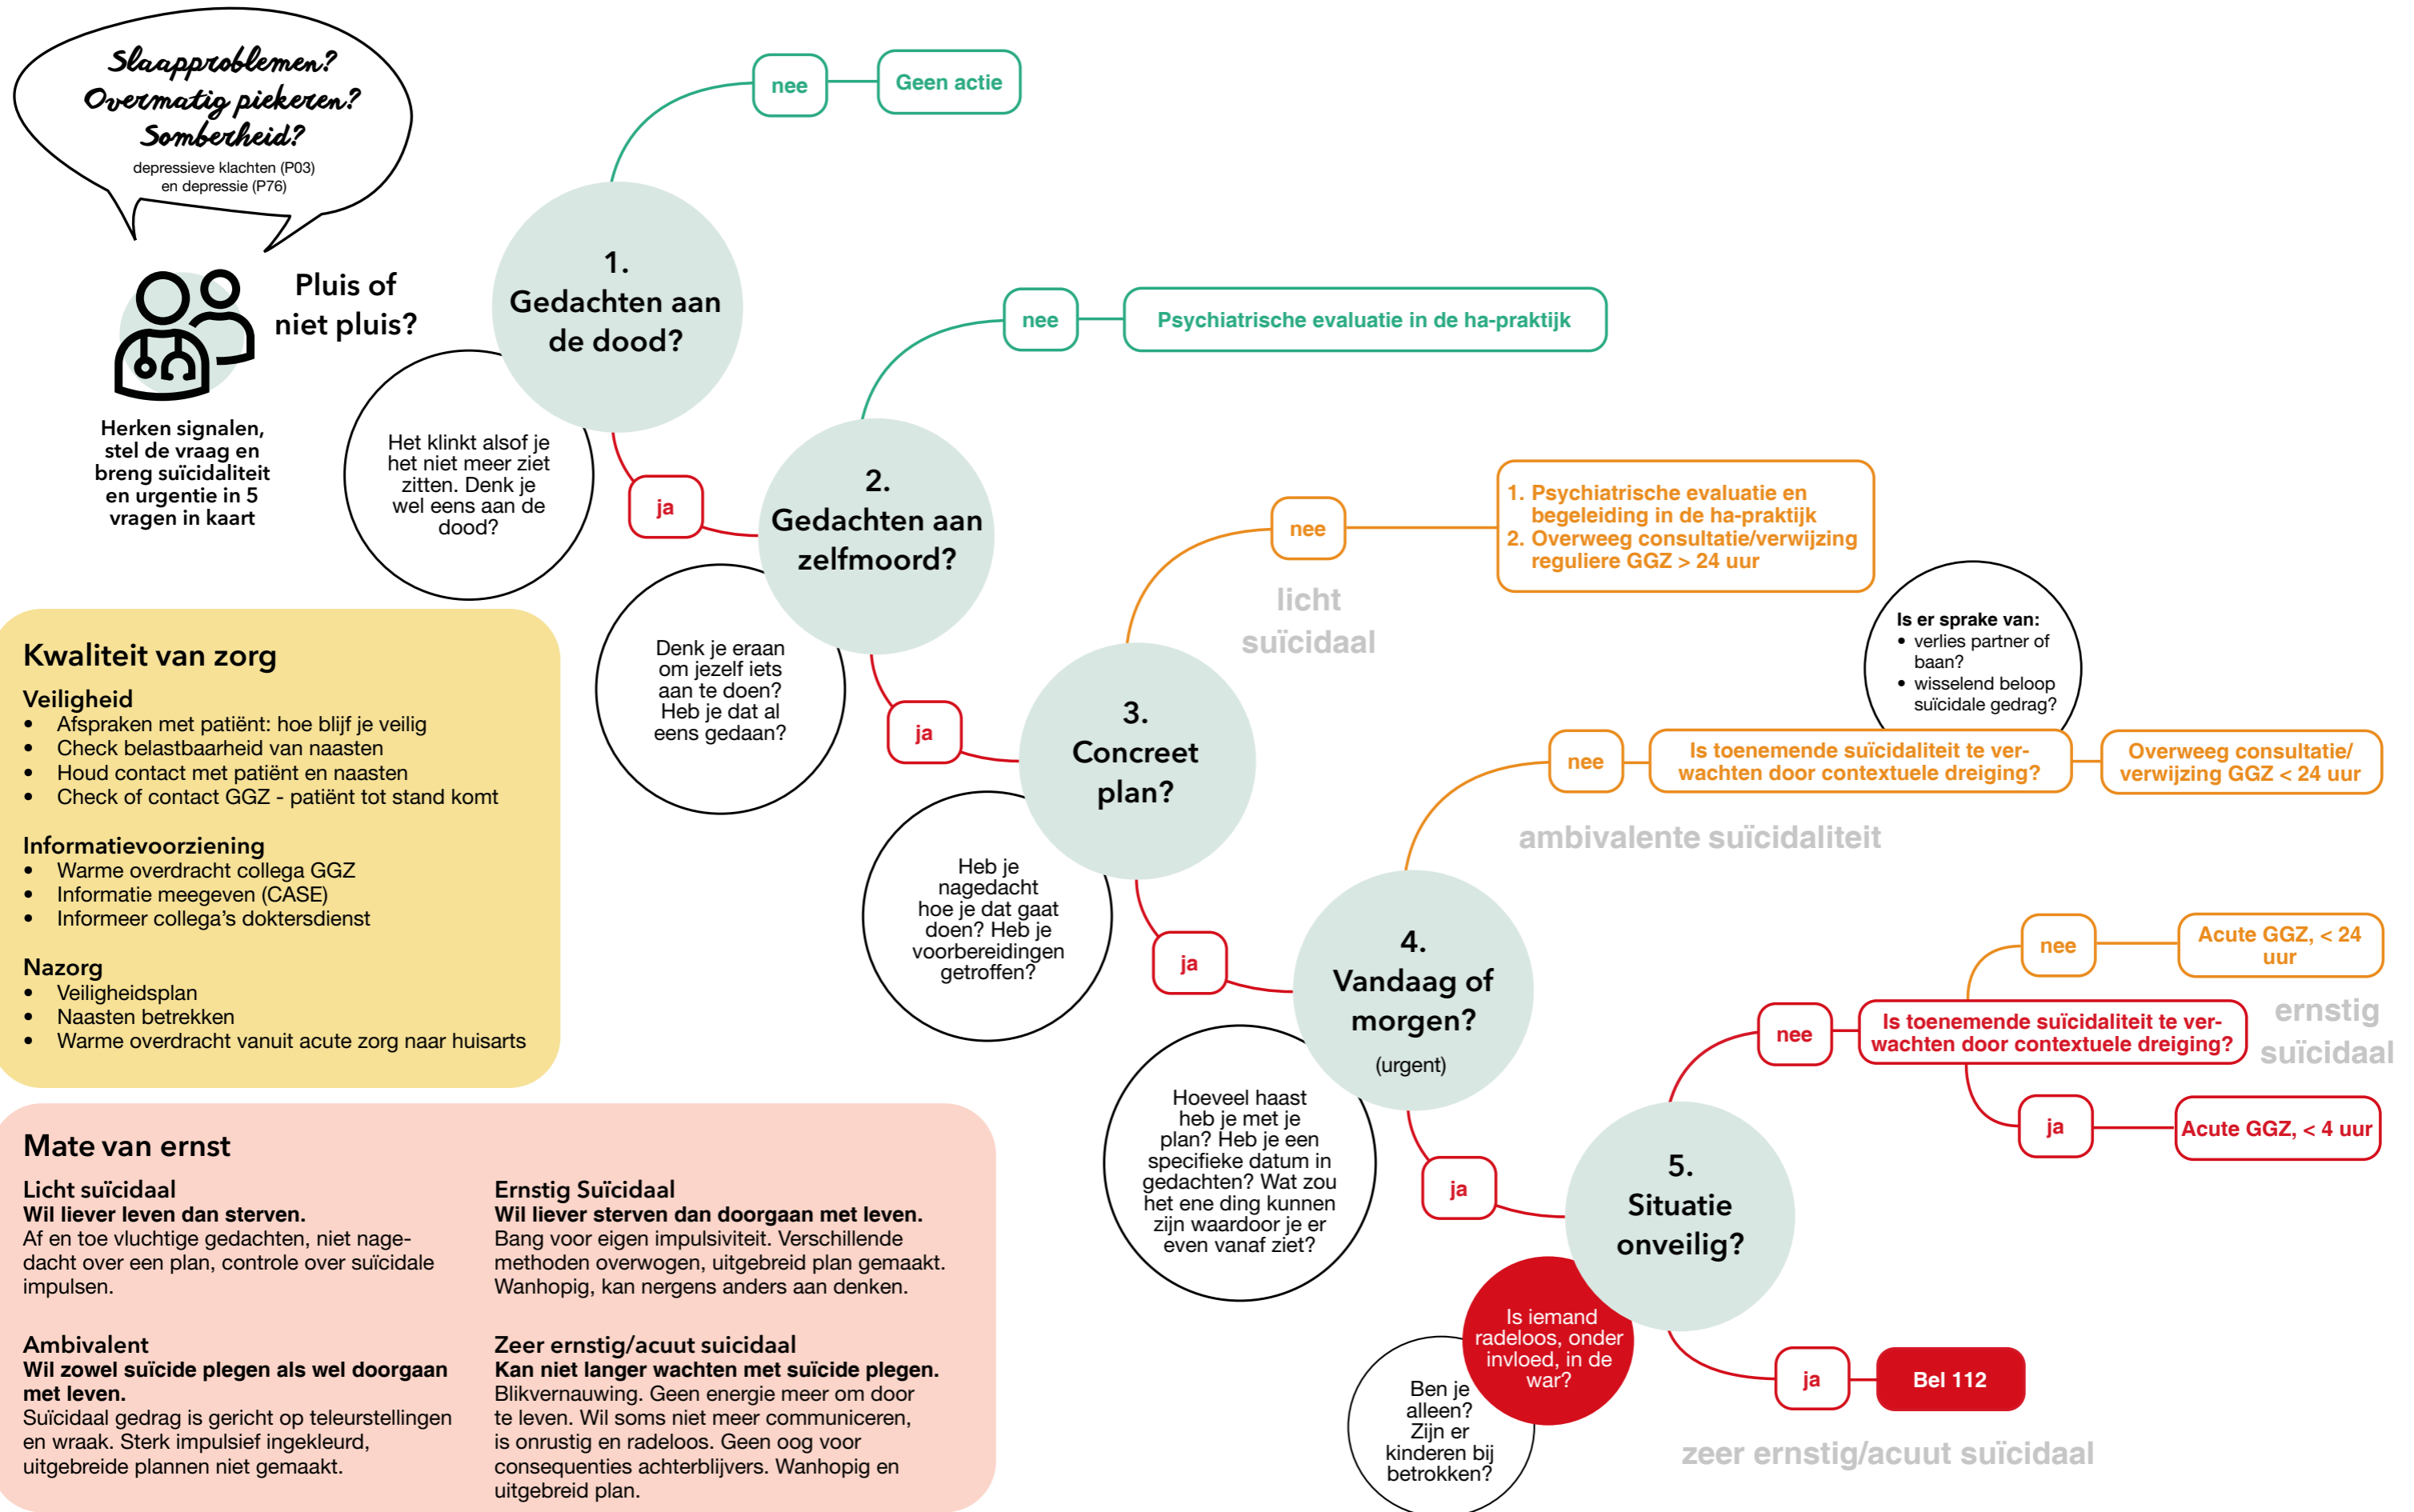 Slaapproblemen?
Overmatig piekeren?
Somberheid?
depressieve klachten (P03)
en depressie (P76)
Pluis of
niet pluis?
Herken signalen,
stel de vraag en
breng suïcidaliteit
en urgentie in 5
vragen in kaart
1.
Gedachten aan
de dood?
nee
Geen actie
Het klinkt alsof je
het niet meer ziet
zitten. Denk je
wel eens aan de
dood?
ja
2.
Gedachten aan
zelfmoord?
nee
Psychiatrische evaluatie in de ha-praktijk
Denk je eraan
om jezelf iets
aan te doen?
Heb je dat al
eens gedaan?
ja
3.
Concreet
plan?
nee
1. Psychiatrische evaluatie en
begeleiding in de ha-praktijk
2. Overweeg consultatie/verwijzing
reguliere GGZ > 24 uur
licht
suïcidaal
Heb je
nagedacht
hoe je dat gaat
doen? Heb je
voorbereidingen
getroffen?
ja
4.
Vandaag of
morgen?
(urgent)
nee
Is toenemende suïcidaliteit te ver-
wachten door contextuele dreiging?
Is er sprake van:
• verlies partner of
baan?
• wisselend beloop
suïcidale gedrag?
Overweeg consultatie/
verwijzing GGZ < 24 uur
ambivalente suïcidaliteit
Hoeveel haast
heb je met je
plan? Heb je een
specifieke datum in
gedachten? Wat zou
het ene ding kunnen
zijn waardoor je er
even vanaf ziet?
ja
5.
Situatie
onveilig?
nee
Is toenemende suïcidaliteit te ver-
wachten door contextuele dreiging?
nee
Acute GGZ, < 24
uur
ja
Acute GGZ, < 4 uur
ernstig
suïcidaal
Is iemand
radeloos, onder
invloed, in de
war?
Ben je
alleen?
Zijn er
kinderen bij
betrokken?
ja
Bel 112
zeer ernstig/acuut suïcidaal
Kwaliteit van zorg
Veiligheid
• Afspraken met patiënt: hoe blijf je veilig
• Check belastbaarheid van naasten
• Houd contact met patiënt en naasten
• Check of contact GGZ - patiënt tot stand komt
Informatievoorziening
• Warme overdracht collega GGZ
• Informatie meegeven (CASE)
• Informeer collega's doktersdienst
Nazorg
• Veiligheidsplan
• Naasten betrekken
• Warme overdracht vanuit acute zorg naar huisarts
Mate van ernst
Licht suïcidaal
Wil liever leven dan sterven.
Af en toe vluchtige gedachten, niet nage-
dacht over een plan, controle over suïcidale
impulsen.
Ambivalent
Wil zowel suïcide plegen als wel doorgaan
met leven.
Suïcidaal gedrag is gericht op teleurstellingen
en wraak. Sterk impulsief ingekleurd,
uitgebreide plannen niet gemaakt.
Ernstig Suïcidaal
Wil liever sterven dan doorgaan met leven.
Bang voor eigen impulsiviteit. Verschillende
methoden overwogen, uitgebreid plan gemaakt.
Wanhopig, kan nergens anders aan denken.
Zeer ernstig/acuut suicidaal
Kan niet langer wachten met suïcide plegen.
Blikvernauwing. Geen energie meer om door
te leven. Wil soms niet meer communiceren,
is onrustig en radeloos. Geen oog voor
consequenties achterblijvers. Wanhopig en
uitgebreid plan.